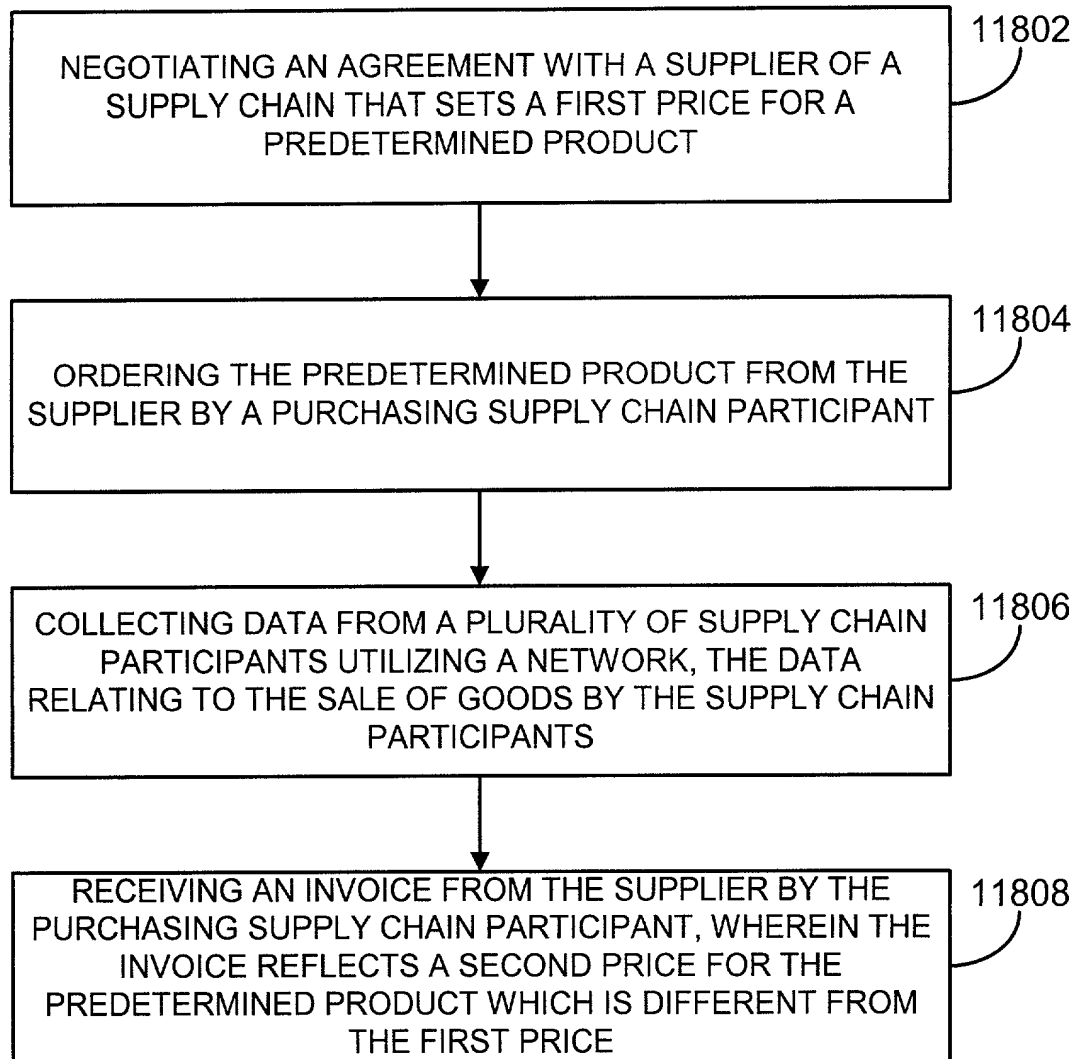 11802
NEGOTIATING AN AGREEMENT WITH A SUPPLIER OF A
SUPPLY CHAIN THAT SETS A FIRST PRICE FOR A
PREDETERMINED PRODUCT
11804
ORDERING THE PREDETERMINED PRODUCT FROM THE
SUPPLIER BY A PURCHASING SUPPLY CHAIN PARTICIPANT
11806
COLLECTING DATA FROM A PLURALITY OF SUPPLY CHAIN
PARTICIPANTS UTILIZING A NETWORK, THE DATA
RELATING TO THE SALE OF GOODS BY THE SUPPLY CHAIN
PARTICIPANTS
11808
RECEIVING AN INVOICE FROM THE SUPPLIER BY THE
PURCHASING SUPPLY CHAIN PARTICIPANT, WHEREIN THE
INVOICE REFLECTS A SECOND PRICE FOR THE
PREDETERMINED PRODUCT WHICH IS DIFFERENT FROM
THE FIRST PRICE